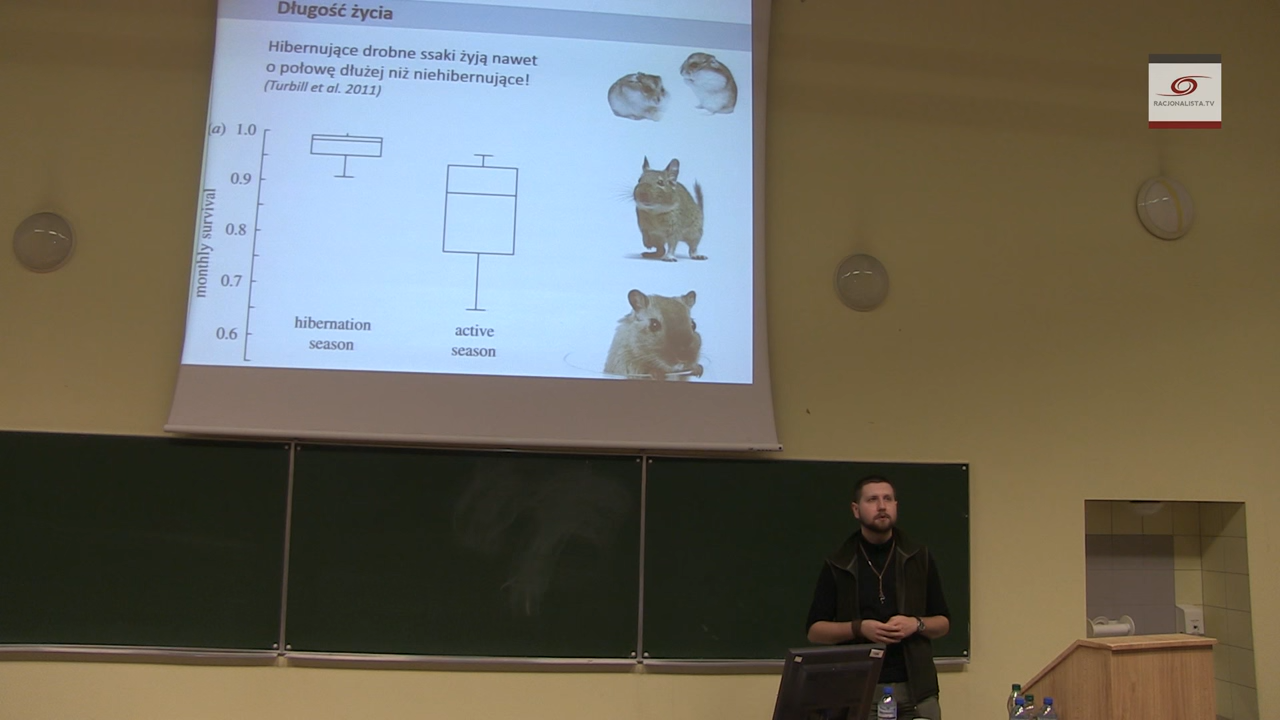 Długość życia
Hibernujące drobne ssaki żyją nawet
o połowę dłużej niż niehibernujące!
(Turbill et al. 2011)
(a) 1.0
0.9
0.8
0.7
0.6
monthly survival
hibernation
season
active
season
RACJONALISTA.TV